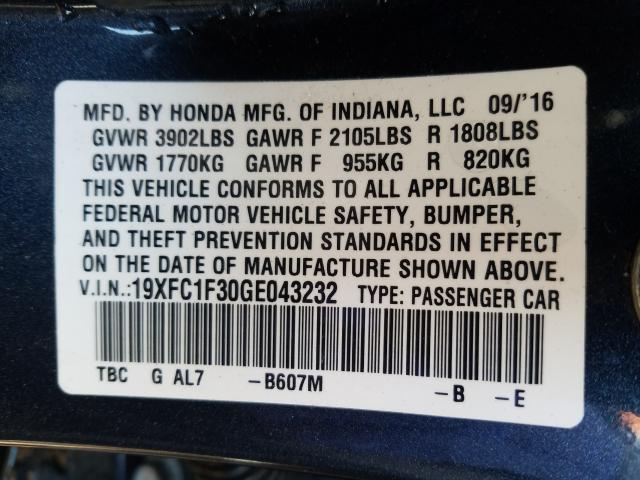 MFD. BY HONDA MFG. OF INDIANA, LLC 09/'16
GVWR 3902LBS GAWR F 2105LBS R 1808LBS
GVWR 1770KG GAWR F 955KG R 820KG
THIS VEHICLE CONFORMS TO ALL APPLICABLE
FEDERAL MOTOR VEHICLE SAFETY, BUMPER,
AND THEFT PREVENTION STANDARDS IN EFFECT
ON THE DATE OF MANUFACTURE SHOWN ABOVE.
V.I.N.:19XFC1F30GE043232 TYPE: PASSENGER CAR
TBC G AL7 -B607M -B -E